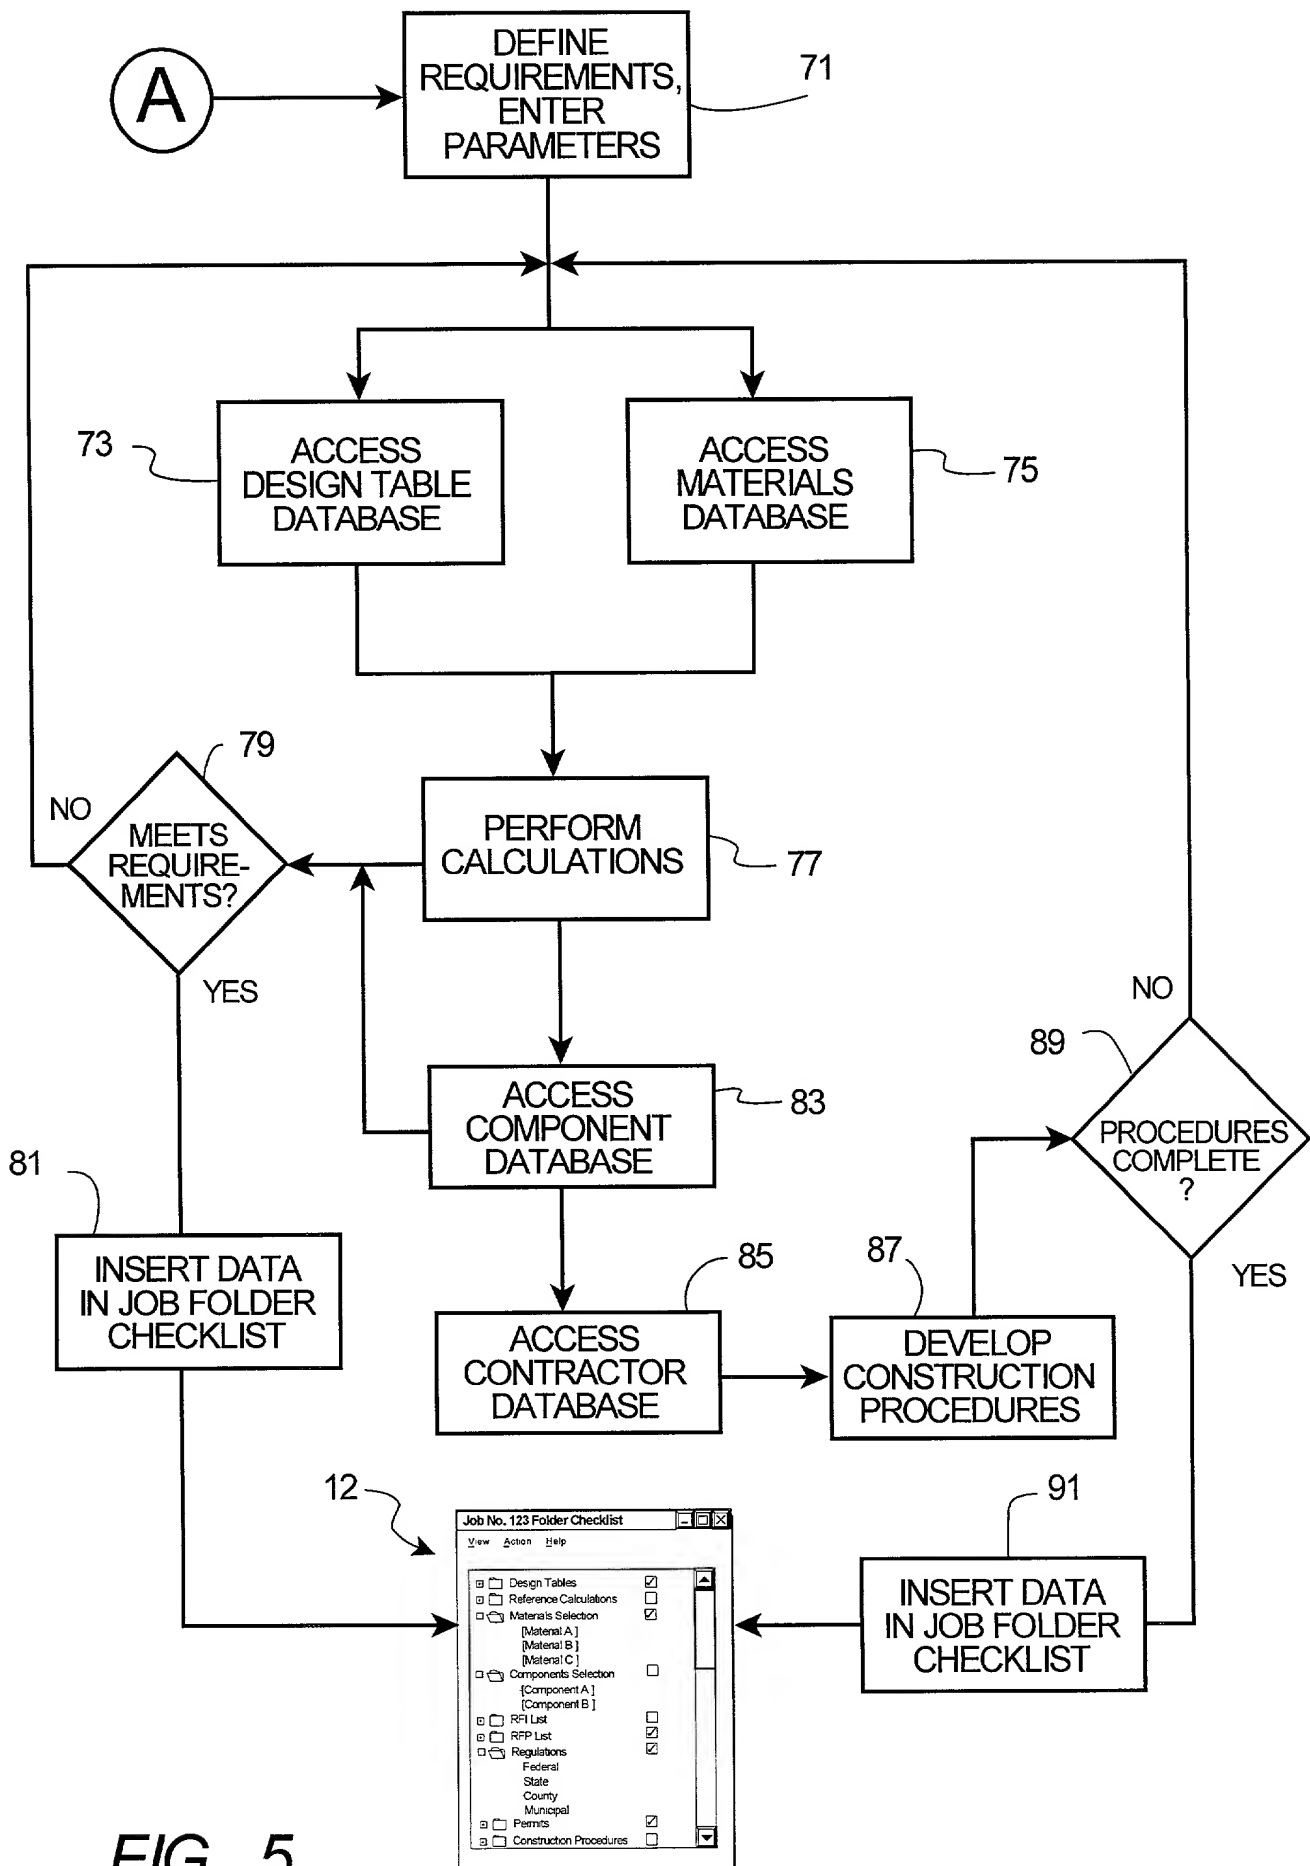 A
DEFINE
REQUIREMENTS,
ENTER
PARAMETERS
71
73
ACCESS
DESIGN TABLE
DATABASE
ACCESS
MATERIALS
DATABASE
75
79
NO
MEETS
REQUIRE-
MENTS?
YES
PERFORM
CALCULATIONS
77
NO
89
PROCEDURES
COMPLETE
?
YES
ACCESS
COMPONENT
DATABASE
83
81
INSERT DATA
IN JOB FOLDER
CHECKLIST
85
ACCESS
CONTRACTOR
DATABASE
87
DEVELOP
CONSTRUCTION
PROCEDURES
12
Job No. 123 Folder Checklist
View Action Help
Design Tables
Reference Calculations
Materials Selection
[Material A ]
[Material B ]
[Material C ]
Components Selection
[Component A ]
[Component B ]
RFI List
RFP List
Regulations
Federal
State
County
Municipal
Permits
Construction Procedures
91
INSERT DATA
IN JOB FOLDER
CHECKLIST
FIG. 5